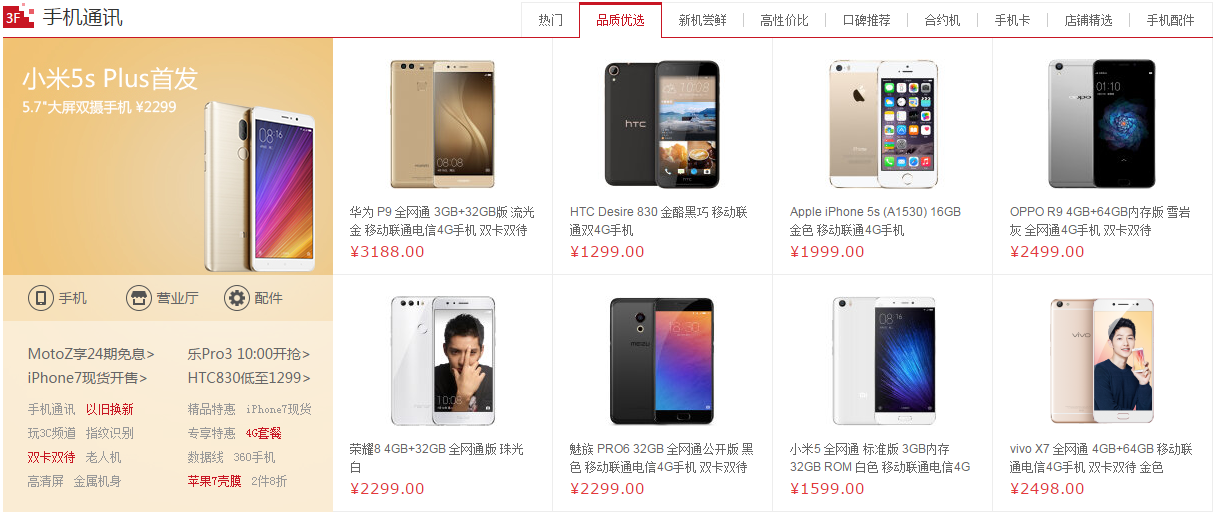 3F 手机通讯
热门 品质优选 新机尝鲜 高性价比 口碑推荐 合约机 手机卡 店铺精选 手机配件
小米5s Plus首发
5.7"大屏双摄手机 ¥2299
手机 营业厅 配件
MotoZ享24期免息> 乐Pro3 10:00开抢>
iPhone7现货开售> HTC830低至1299>
手机通讯 以旧换新 精品特惠 iPhone7现货
玩3C频道 指纹识别 专享特惠 4G套餐
双卡双待 老人机 数据线 360手机
高清屏 金属机身 苹果7壳膜 2件8折
HUAWEI
08:08
华为 P9 全网通 3GB+32GB版 流光
金 移动联通电信4G手机 双卡双待
¥3188.00
hTC
HTC Desire 830 金酷黑巧 移动联
通双4G手机
¥1299.00
iPhone
Apple iPhone 5s (A1530) 16GB
金色 移动联通4G手机
¥1999.00
oppo
01:10
OPPO R9 4GB+64GB内存版 雪岩
灰 全网通4G手机 双卡双待
¥2499.00
honor
10:08
荣耀8 4GB+32GB 全网通版 珠光
白
¥2299.00
MEIZU
18:30
魅族 PRO6 32GB 全网通公开版 黑
色 移动联通电信4G手机 双卡双待
¥2299.00
08:16
小米5 全网通 标准版 3GB内存
32GB ROM 白色 移动联通电信4G
¥1599.00
vivo
vivo X7 全网通 4GB+64GB 移动联
通电信4G手机 双卡双待 金色
¥2498.00